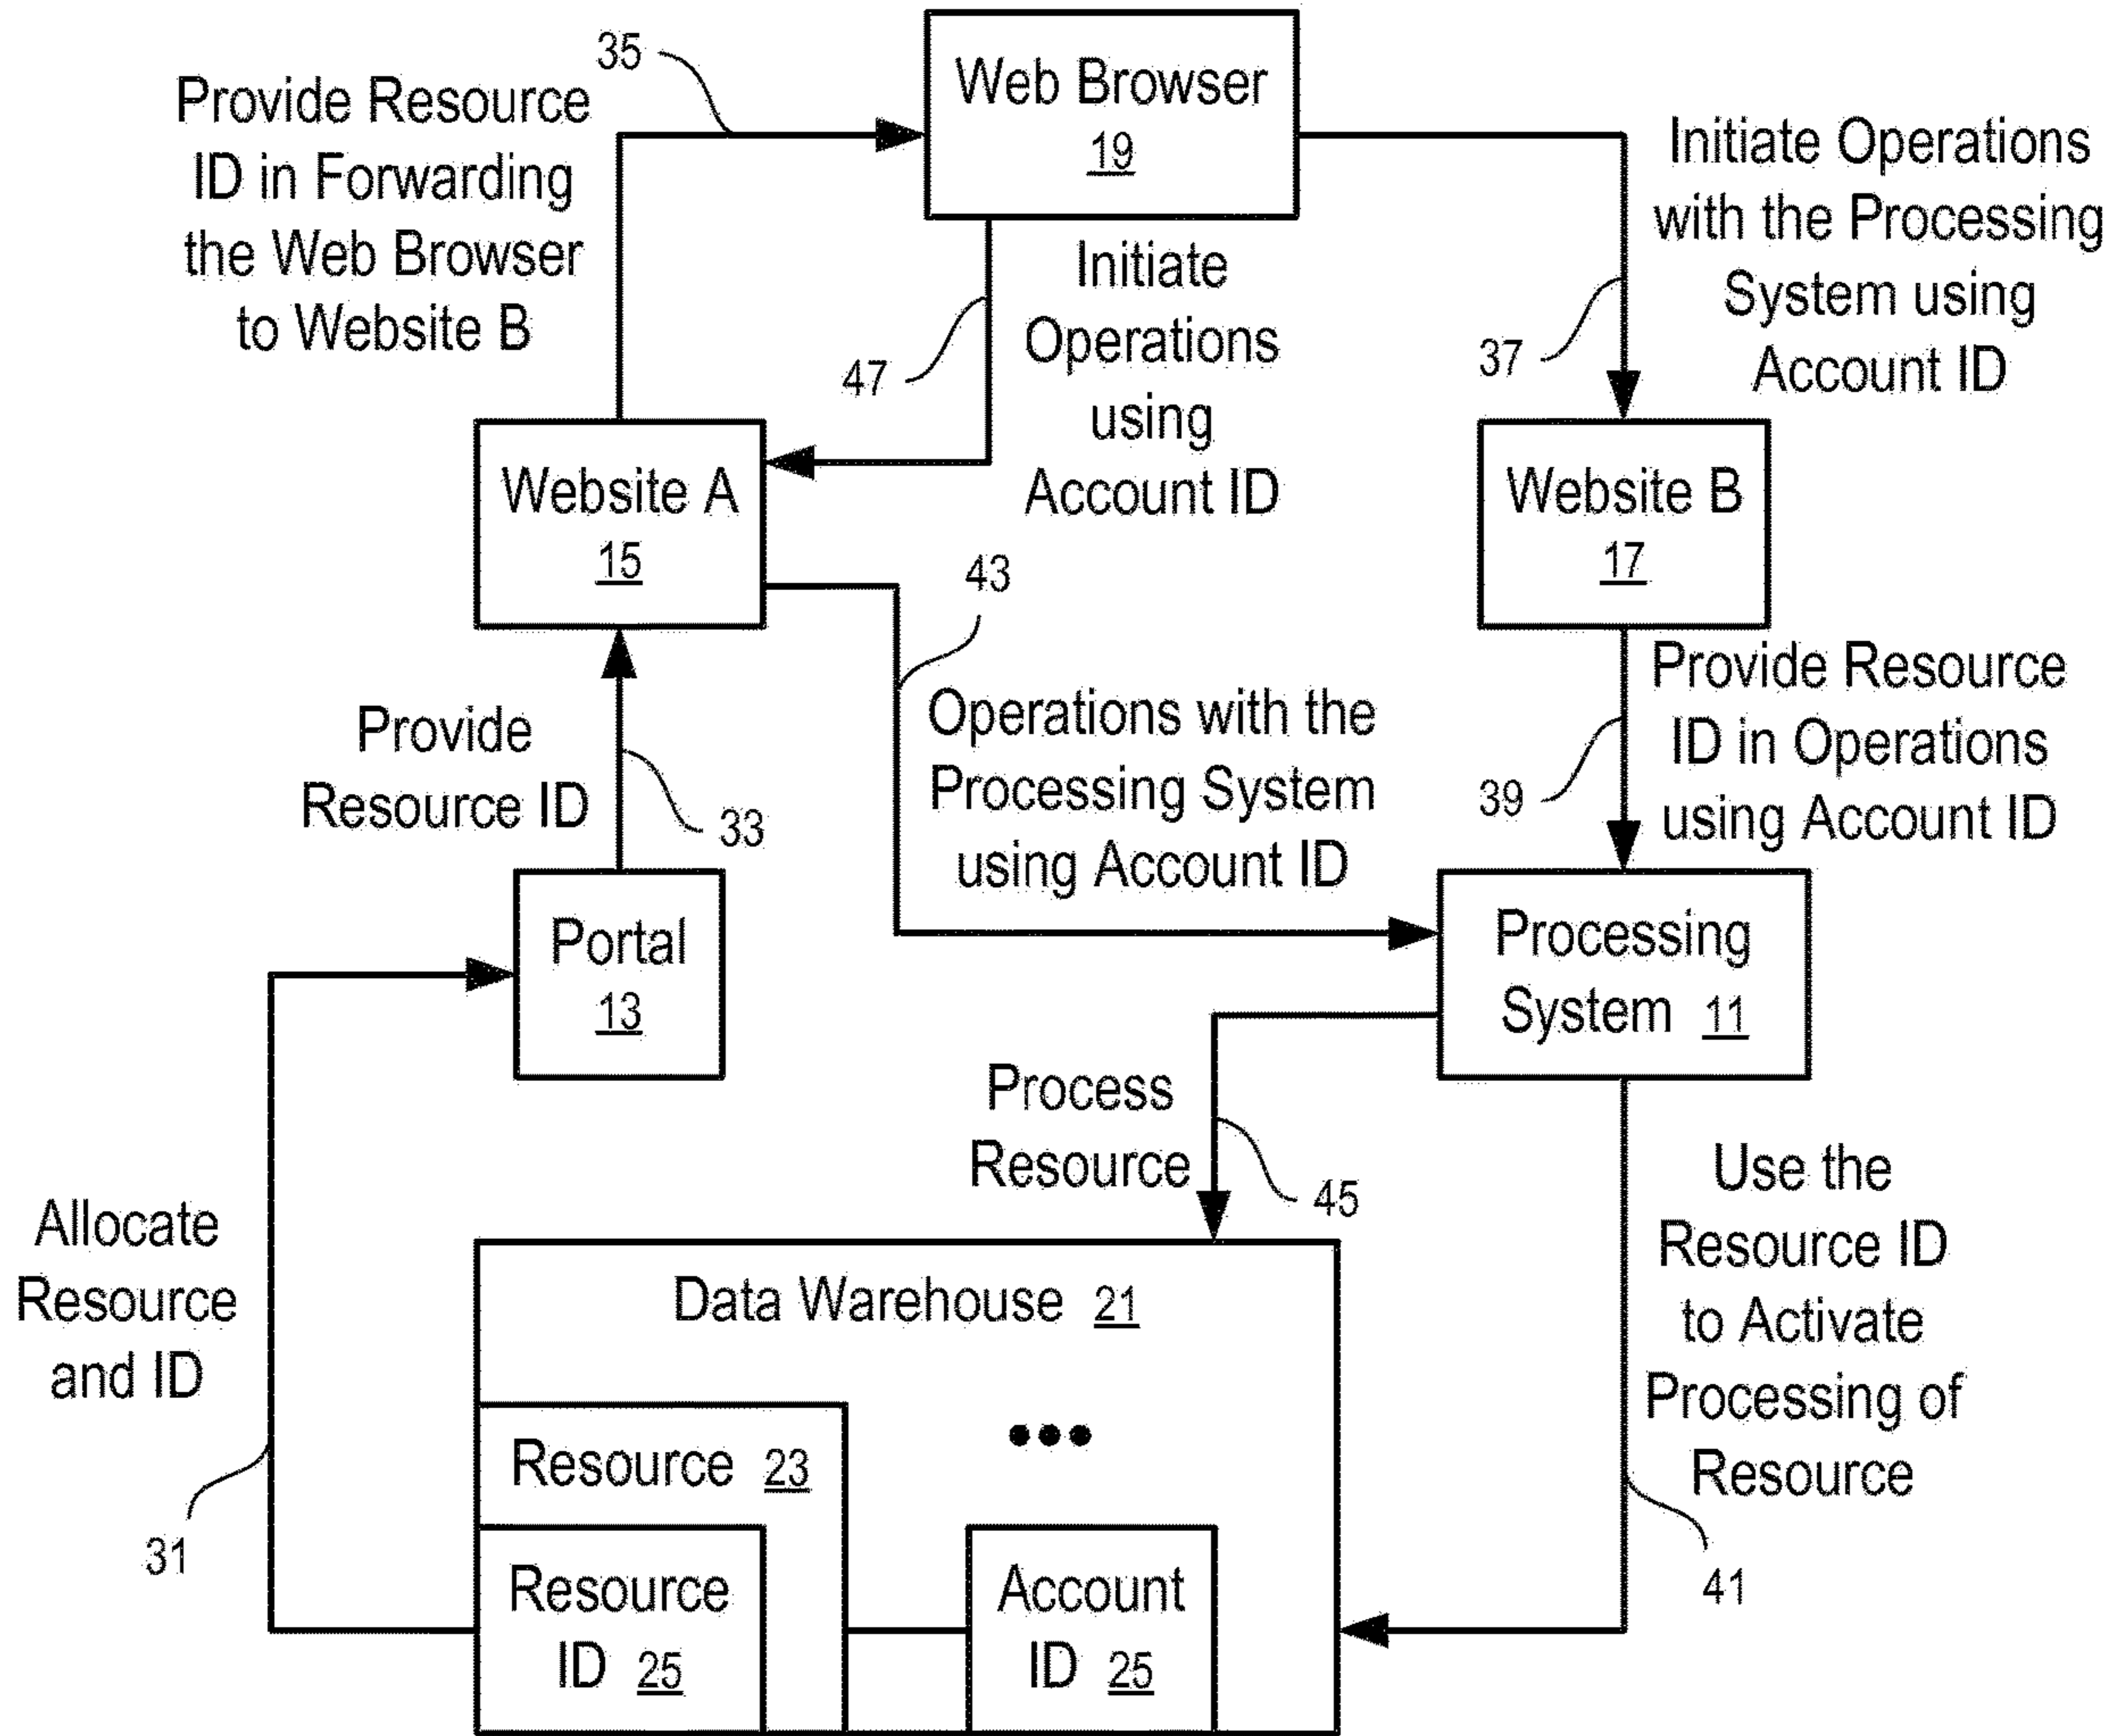 35
Web Browser
19
Provide Resource
ID in Forwarding
the Web Browser
to Website B
Initiate Operations
with the Processing
System using
Account ID
37
47
Initiate
Operations
using
Account ID
Website A
15
Website B
17
43
Provide
Resource ID
33
Operations with the
Processing System
using Account ID
39
Provide Resource
ID in Operations
using Account ID
Portal
13
Processing
System 11
Process
Resource
45
Allocate
Resource
and ID
31
Use the
Resource ID
to Activate
Processing of
Resource
41
Data Warehouse 21
Resource 23
•••
Resource
ID 25
Account
ID 25